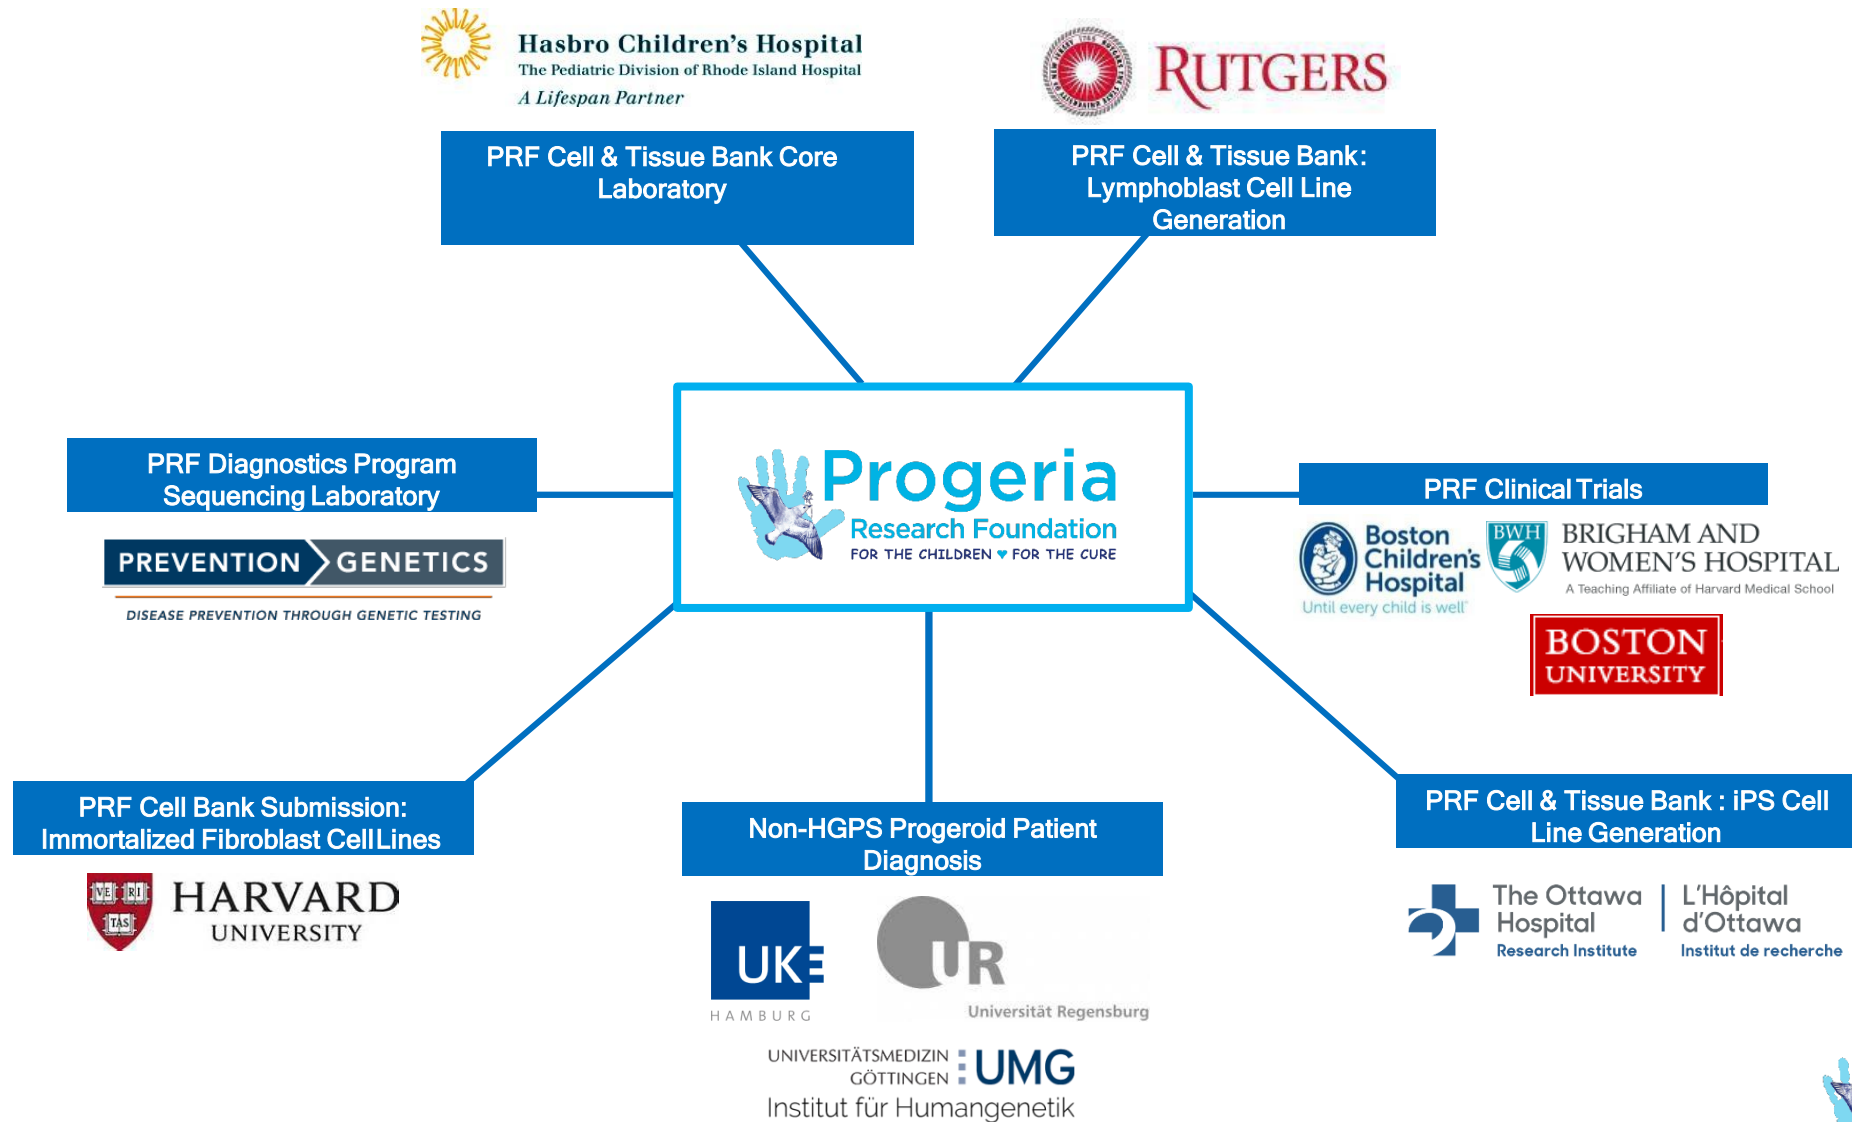 Hasbro Children's Hospital
The Pediatric Division of Rhode Island Hospital
A Lifespan Partner
RUTGERS
PRF Cell & Tissue Bank Core
Laboratory
PRF Cell & Tissue Bank:
Lymphoblast Cell Line
Generation
PRF Diagnostics Program
Sequencing Laboratory
PREVENTION GENETICS
DISEASE PREVENTION THROUGH GENETIC TESTING
Progeria
Research Foundation
FOR THE CHILDREN ♥ FOR THE CURE
PRF Clinical Trials
Boston
Children's
Hospital
Until every child is well
BWH
BRIGHAM AND
WOMEN'S HOSPITAL
A Teaching Affiliate of Harvard Medical School
BOSTON
UNIVERSITY
PRF Cell Bank Submission:
Immortalized Fibroblast Cell Lines
VE RI
TAS
HARVARD
UNIVERSITY
Non-HGPS Progeroid Patient
Diagnosis
UKE
HAMBURG
UR
Universität Regensburg
UNIVERSITÄTSMEDIZIN
GÖTTINGEN
UMG
Institut für Humangenetik
PRF Cell & Tissue Bank : iPS Cell
Line Generation
The Ottawa
Hospital
Research Institute
L'Hôpital
d'Ottawa
Institut de recherche